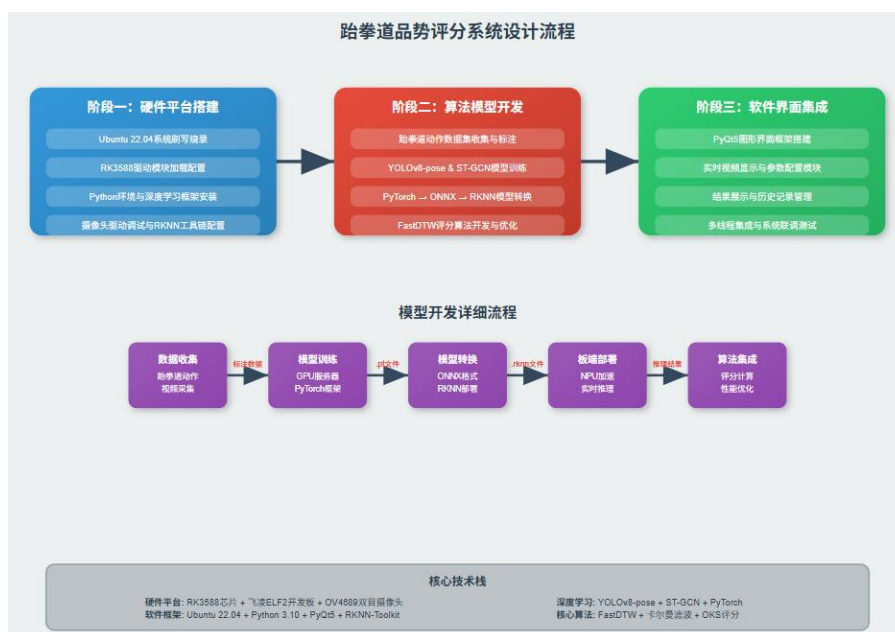 跆拳道品势评分系统设计流程
阶段一：硬件平台搭建
Ubuntu 22.04系统刷写烧录
RK3588驱动模块加载配置
Python环境与深度学习框架安装
摄像头驱动调试与RKNN工具链配置
阶段二：算法模型开发
跆拳道动作数据集收集与标注
YOLOv8-pose & ST-GCN模型训练
PyTorch → ONNX → RKNN模型转换
FastDTW评分算法开发与优化
阶段三：软件界面集成
PyQt5图形界面框架搭建
实时视频显示与参数配置模块
结果展示与历史记录管理
多线程集成与系统联调测试
模型开发详细流程
数据收集
跆拳道动作
视频采集
标注数据
模型训练
GPU服务器
PyTorch框架
.pt文件
模型转换
ONNX格式
RKNN部署
.rknn文件
板端部署
NPU加速
实时推理
推理结果
算法集成
评分计算
性能优化
核心技术栈
硬件平台: RK3588芯片 + 飞凌ELF2开发板 + OV4689双目摄像头
软件框架: Ubuntu 22.04 + Python 3.10 + PyQt5 + RKNN-Toolkit
深度学习: YOLOv8-pose + ST-GCN + PyTorch
核心算法: FastDTW + 卡尔曼滤波 + OKS评分